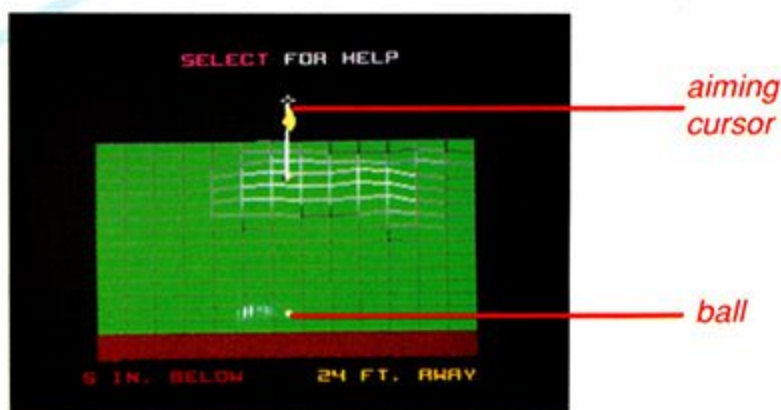 SELECT FOR HELP
aiming
cursor
ball
5 IN. BELOW 24 FT. AWAY